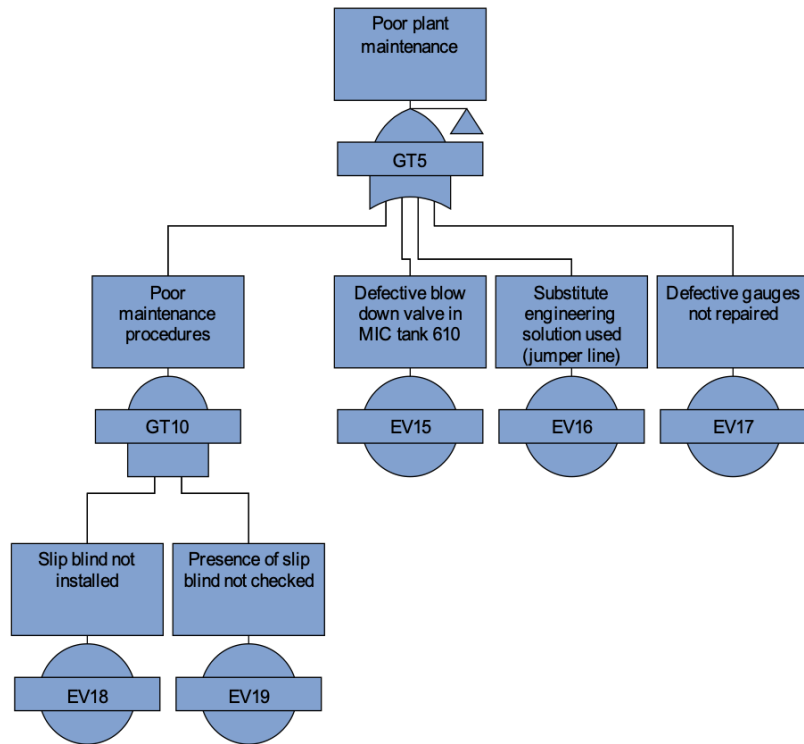 Poor plant
maintenance
GT5
Poor
maintenance
procedures
Defective blow
down valve in
MIC tank 610
Substitute
engineering
solution used
(jumper line)
Defective gauges
not repaired
GT10
EV15
EV16
EV17
Slip blind not
installed
Presence of slip
blind not checked
EV18
EV19